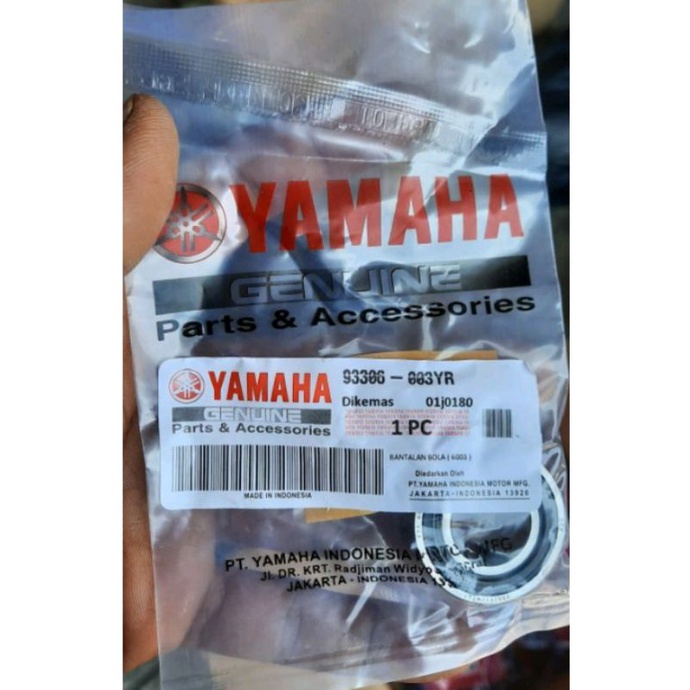 YAMAHA
GENUINE
Parts & Accessories
YAMAHA
GENUINE
Parts & Accessories
MADE IN INDONESIA
93306 - 003YR
Dikemas 01j0180
1 PC
BANTALAN BOLA ( 6003 )
Diedarkan Oleh
PT.YAMAHA INDONESIA MOTOR MFG.
JAKARTA-INDONESIA 13920
PT. YAMAHA INDONESIA MOTOR MFG
JL. DR. KRT. Radjiman
JAKARTA - INDONESIA